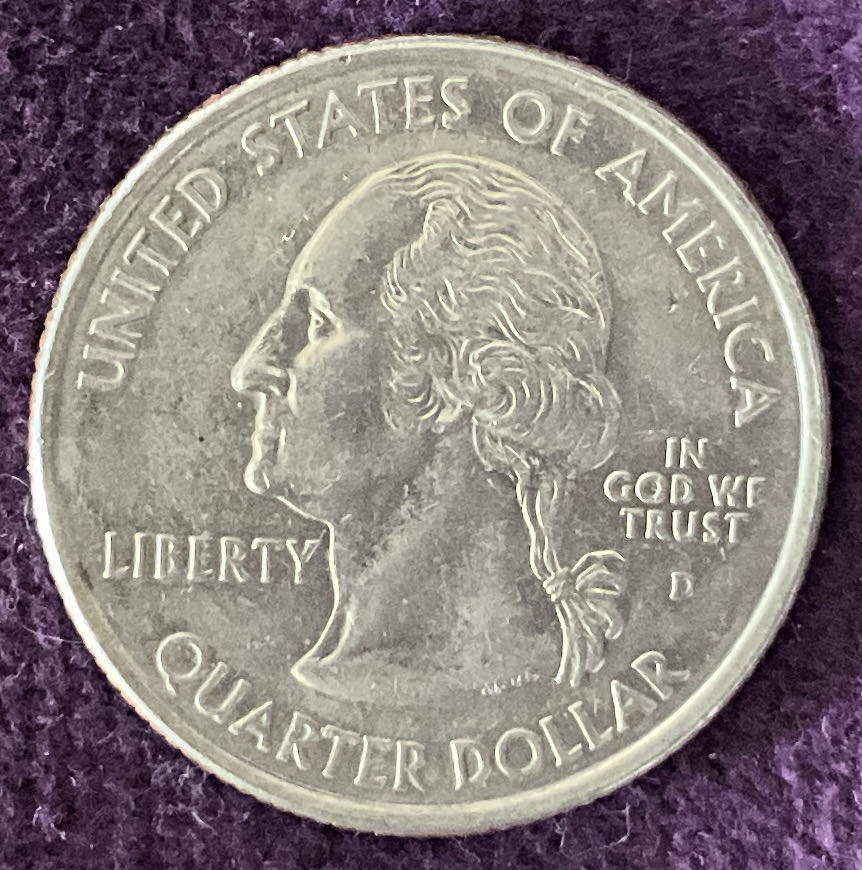 UNITED STATES OF AMERICA
IN
GOD WE
TRUST
LIBERTY
D
QUARTER DOLLAR